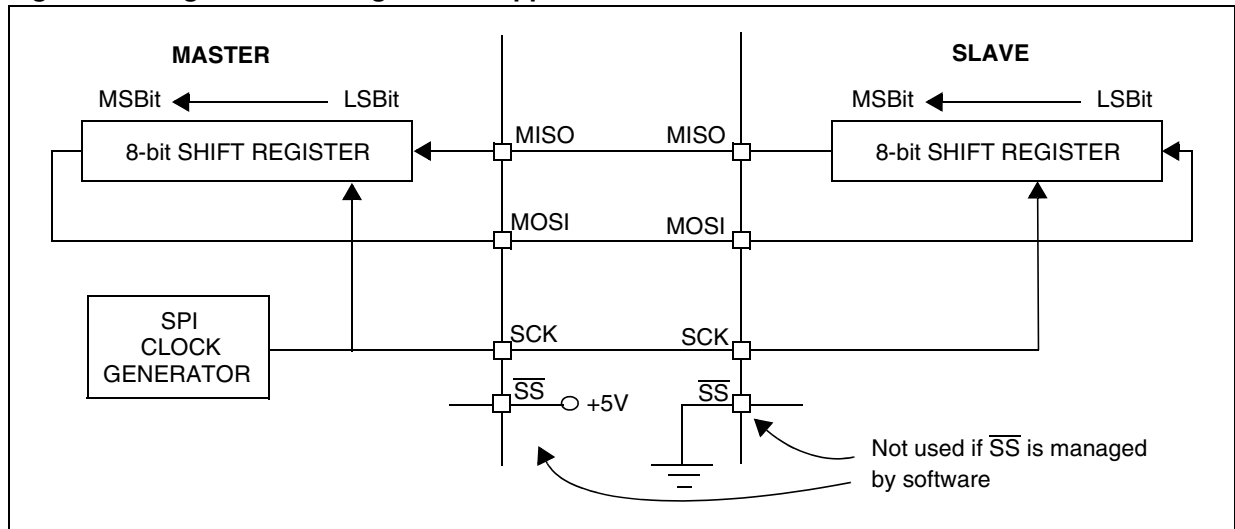 MASTER
SLAVE
MSBit LSBit
MSBit LSBit
8-bit SHIFT REGISTER
MISO
MISO
8-bit SHIFT REGISTER
MOSI
MOSI
SPI
CLOCK
GENERATOR
SCK
SCK
SS
+5V
SS
Not used if SS is managed
by software